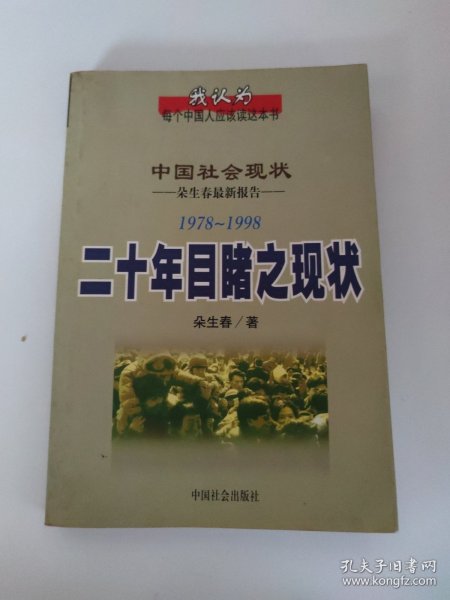 我认为
每个中国人应该读这本书
中国社会现状
——朵生春最新报告——
1978~1998
二十年目睹之现状
朵生春/著
中国社会出版社
孔夫子旧书网
www.kongfz.com